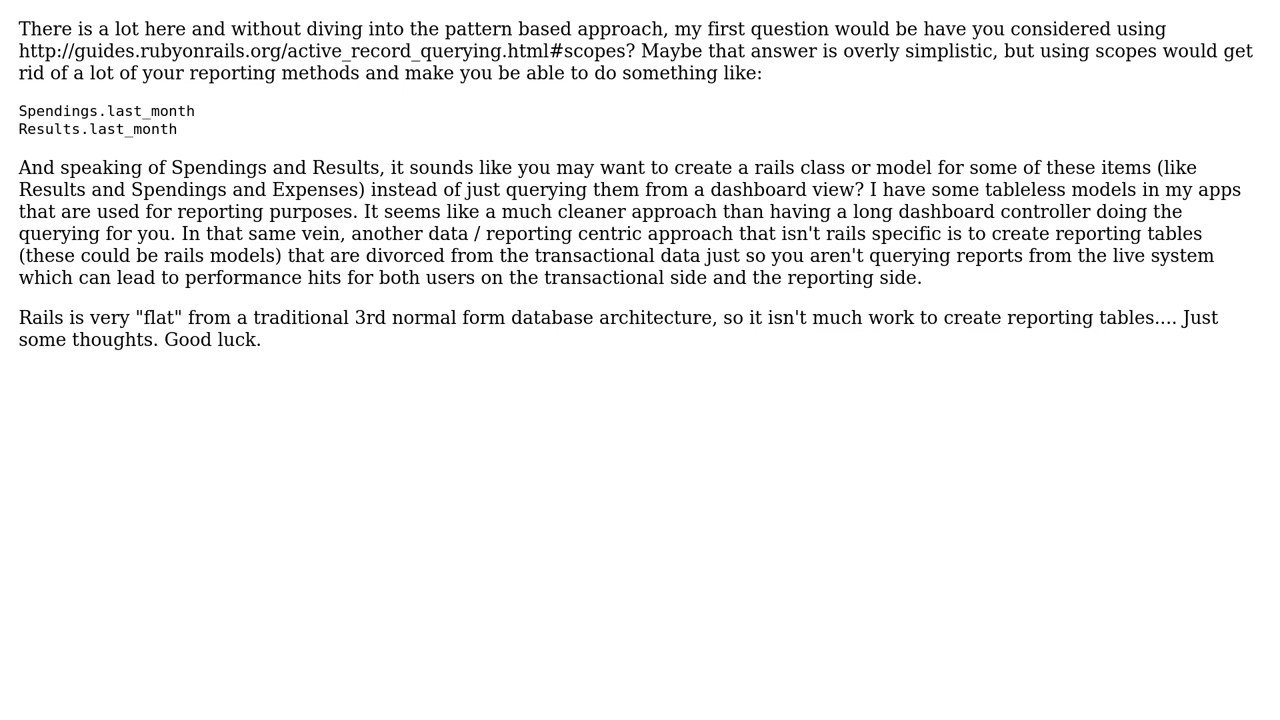 There is a lot here and without diving into the pattern based approach, my first question would be have you considered using
http://guides.rubyonrails.org/active_record_querying.html#scopes? Maybe that answer is overly simplistic, but using scopes would get
rid of a lot of your reporting methods and make you be able to do something like:
Spendings.last_month
Results.last_month
And speaking of Spendings and Results, it sounds like you may want to create a rails class or model for some of these items (like
Results and Spendings and Expenses) instead of just querying them from a dashboard view? I have some tableless models in my apps
that are used for reporting purposes. It seems like a much cleaner approach than having a long dashboard controller doing the
querying for you. In that same vein, another data / reporting centric approach that isn't rails specific is to create reporting tables
(these could be rails models) that are divorced from the transactional data just so you aren't querying reports from the live system
which can lead to performance hits for both users on the transactional side and the reporting side.
Rails is very "flat" from a traditional 3rd normal form database architecture, so it isn't much work to create reporting tables.... Just
some thoughts. Good luck.